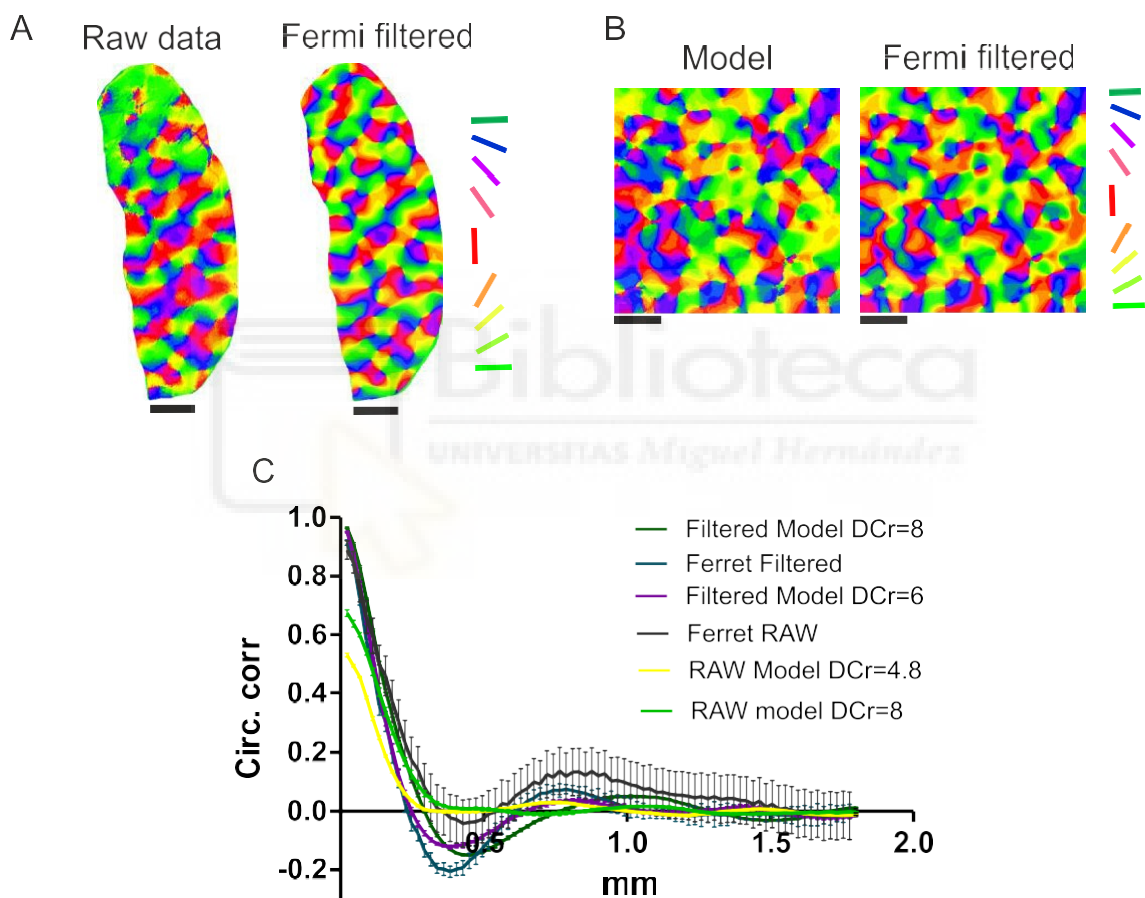 A
Raw data
Fermi filtered
B
Model
Fermi filtered
Biblioteca
UNIVERSITAS Miguel Hernández
C
1.0
0.8
0.6
0.4
0.2
0.0
-0.2
Circ. corr
Filtered Model DCr=8
Ferret Filtered
Filtered Model DCr=6
Ferret RAW
RAW Model DCr=4.8
RAW model DCr=8
0.5
1.0
1.5
2.0
mm